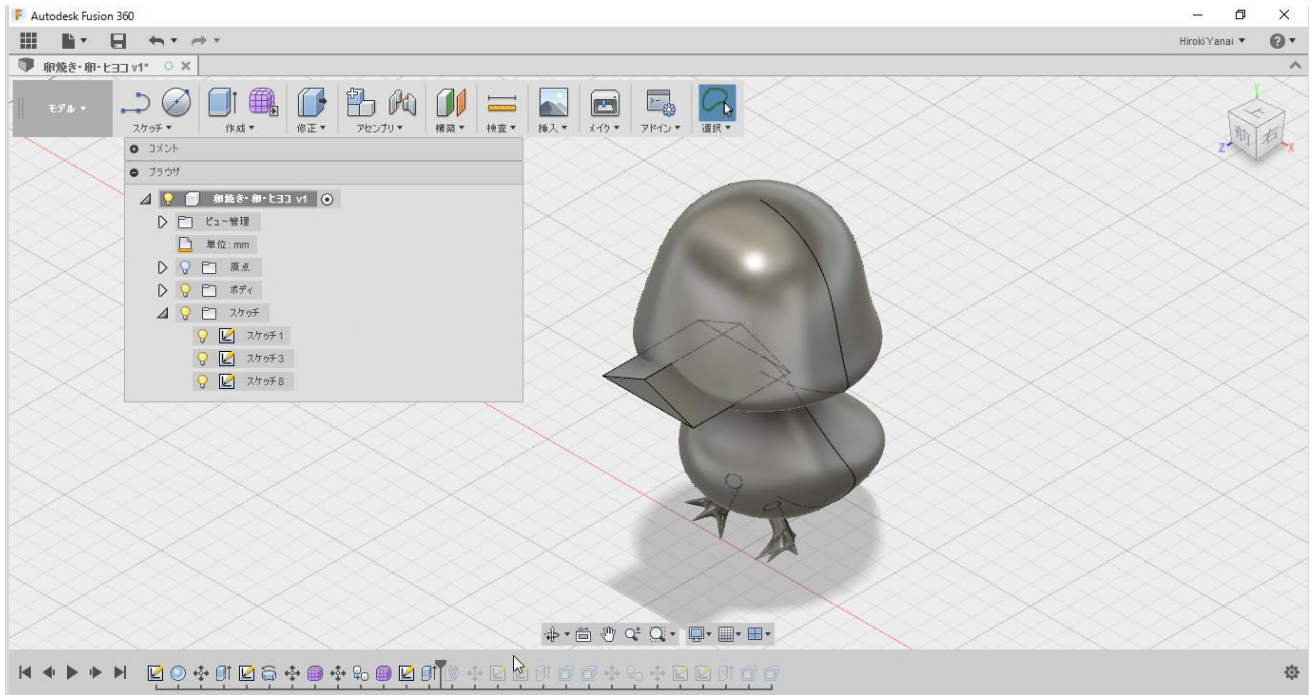 Autodesk Fusion 360
Hiroki Yanai
卵焼き-卵-ヒヨコ v1*
モデル
スケッチ
作成
修正
アセンブリ
構築
検査
挿入
メイク
アドイン
選択
コメント
ブラウザ
卵焼き-卵-ヒヨコ v1
ビュー管理
単位: mm
原点
ボディ
スケッチ
スケッチ1
スケッチ3
スケッチ8
Y
上
前
右
Z
X